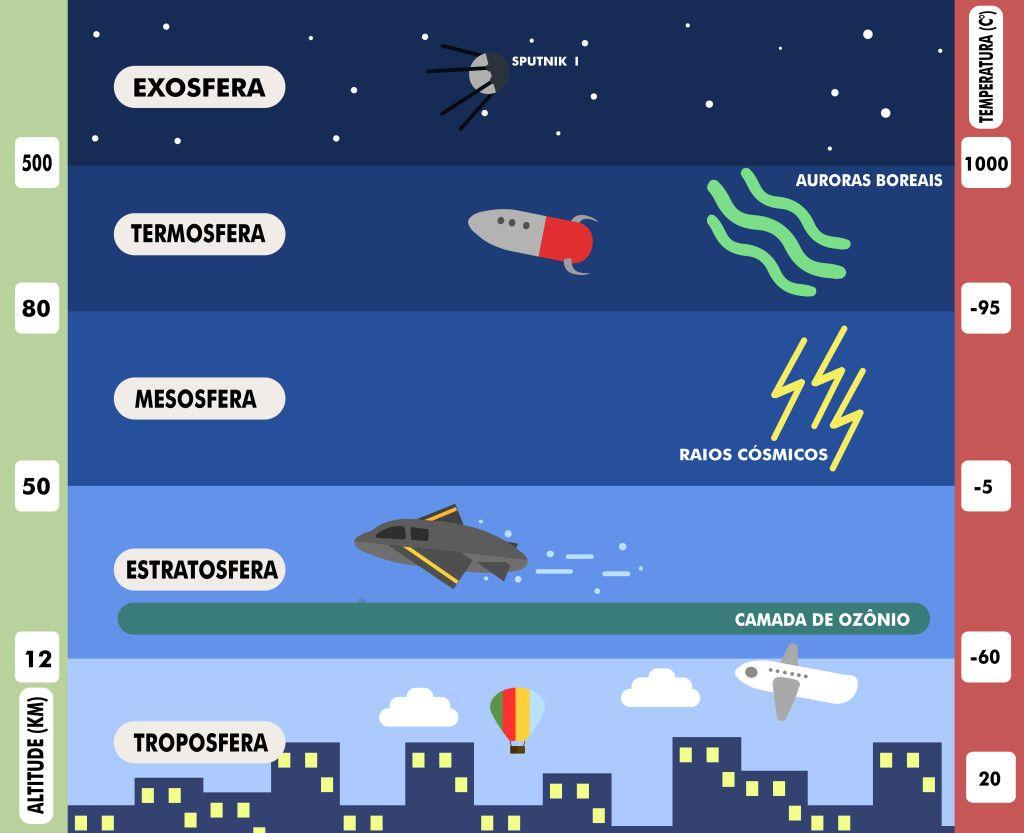 TEMPERATURA (C°)
SPUTNIK I
EXOSFERA
500
1000
AURORAS BOREAIS
TERMOSFERA
80
-95
MESOSFERA
RAIOS CÓSMICOS
50
-5
ESTRATOSFERA
CAMADA DE OZÔNIO
12
-60
ALTITUDE (KM)
TROPOSFERA
20